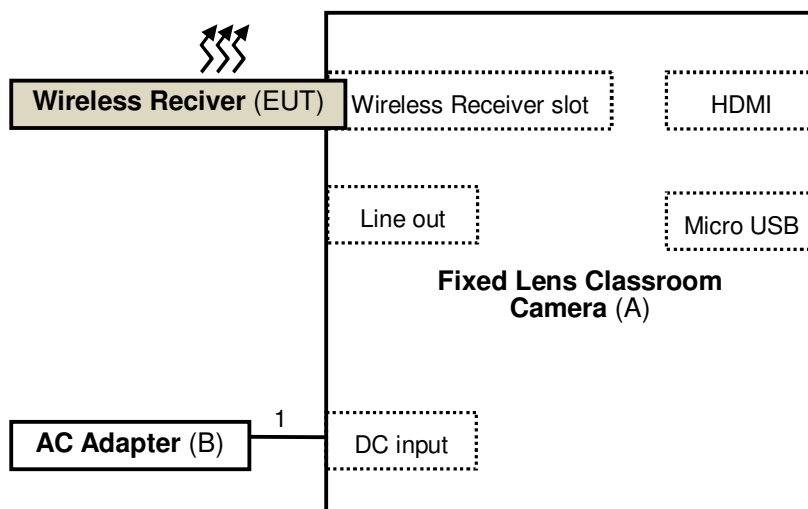 Wireless Reciver (EUT)
Wireless Receiver slot
HDMI
Line out
Micro USB
Fixed Lens Classroom
Camera (A)
AC Adapter (B)
1
DC input